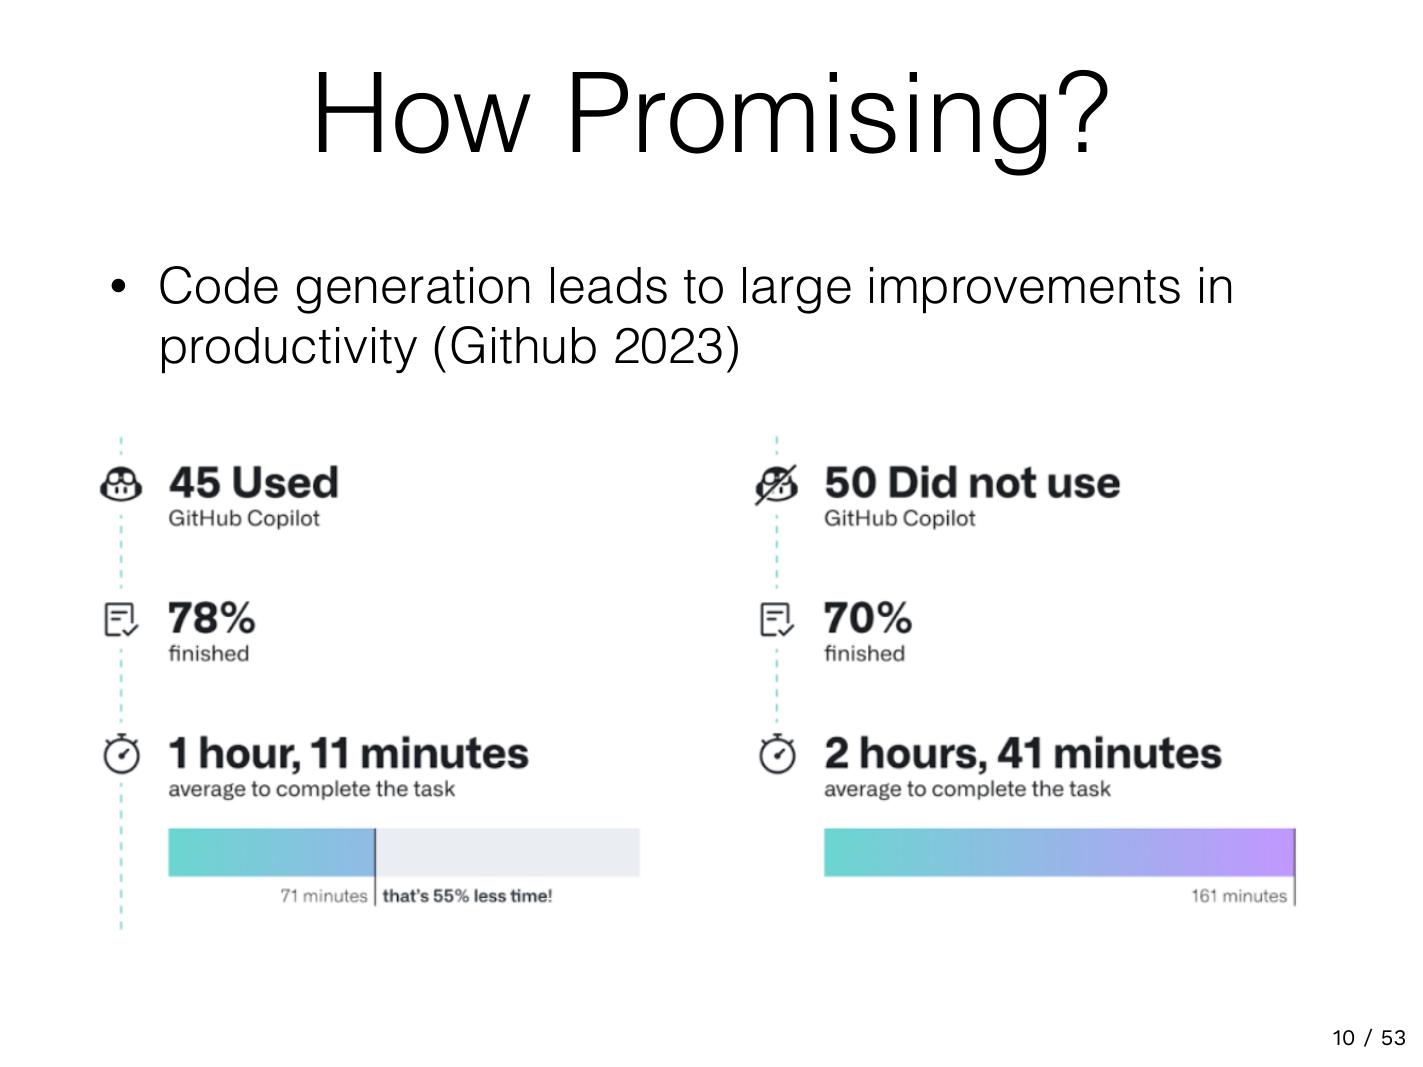 How Promising?
• Code generation leads to large improvements in
productivity (Github 2023)
45 Used
GitHub Copilot
78%
finished
1 hour, 11 minutes
average to complete the task
71 minutes
that's 55% less time!
50 Did not use
GitHub Copilot
70%
finished
2 hours, 41 minutes
average to complete the task
161 minutes
10 / 53